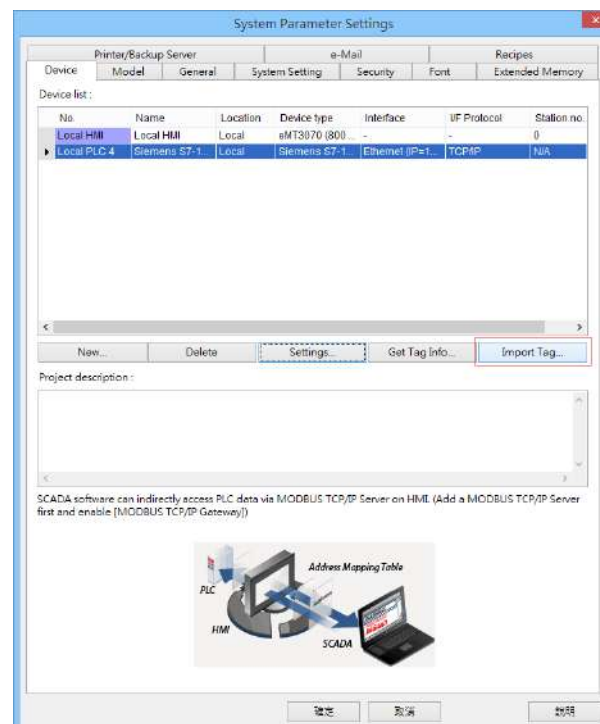 System Parameter Settings
Printer/Backup Server e-Mail Recipes
Device Model General System Setting Security Font Extended Memory
Device list :
No. Name Location Device type Interface I/F Protocol Station no.
Local HMI Local HMI Local eMT3070 (800... - - 0
Local PLC 4 Siemens S7-1... Local Siemens S7-1... Ethernet (IP=1... TCP/IP N/A
New... Delete Settings... Get Tag Info... Import Tag...
Project description :
SCADA software can indirectly access PLC data via MODBUS TCP/IP Server on HMI. (Add a MODBUS TCP/IP Server
first and enable [MODBUS TCP/IP Gateway])
Address Mapping Table
PLC
HMI
SCADA
確定 取消 說明